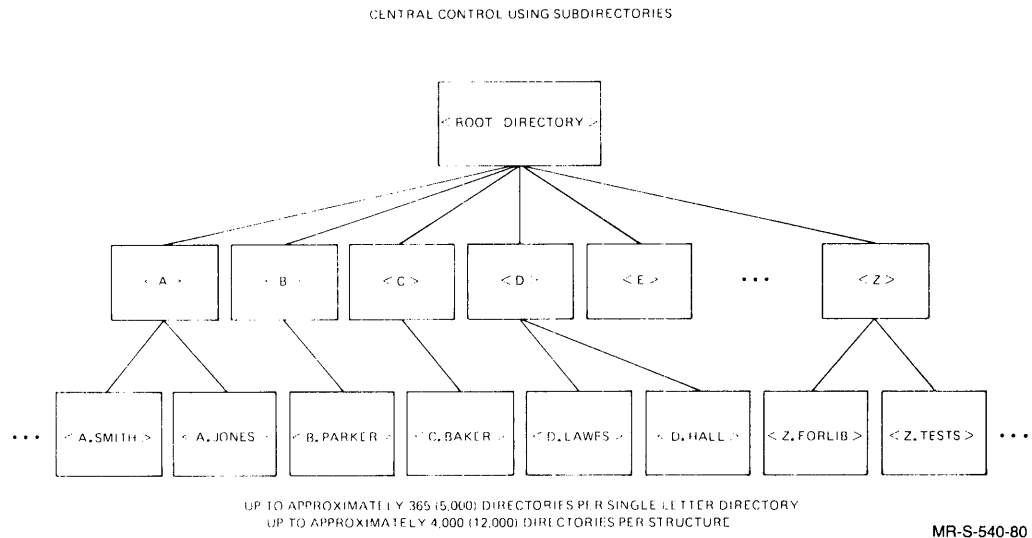 CENTRAL CONTROL USING SUBDIRECTORIES
< ROOT DIRECTORY >
< A > < B > < C > < D > < E > ••• < Z >
••• < A.SMITH > < A.JONES > < B.PARKER > < C.BAKER > < D.LAWES > < D.HALL > < Z.FORLIB > < Z.TESTS > •••
UP TO APPROXIMATELY 365 (5,000) DIRECTORIES PER SINGLE LETTER DIRECTORY
UP TO APPROXIMATELY 4,000 (12,000) DIRECTORIES PER STRUCTURE
MR-S-540-80